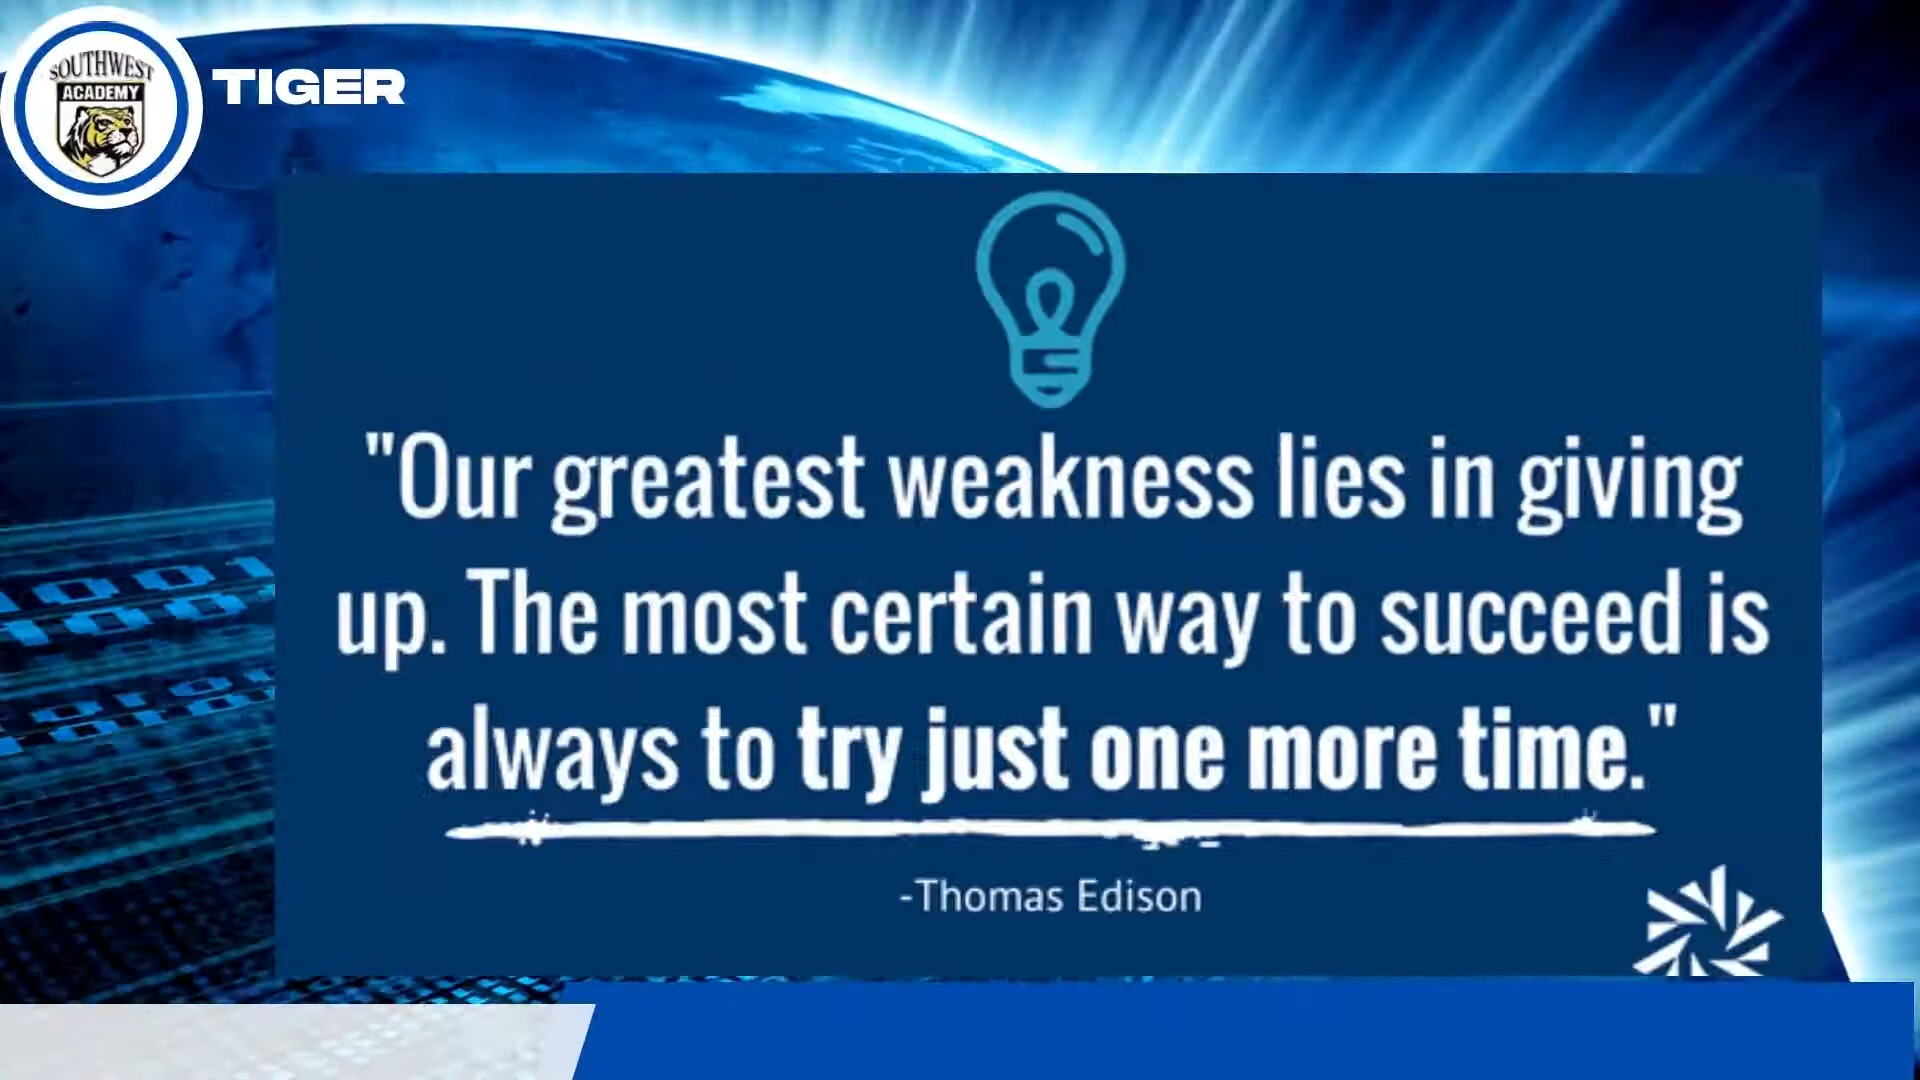 SOUTHWEST
ACADEMY
TIGER
"Our greatest weakness lies in giving
up. The most certain way to succeed is
always to try just one more time."
-Thomas Edison